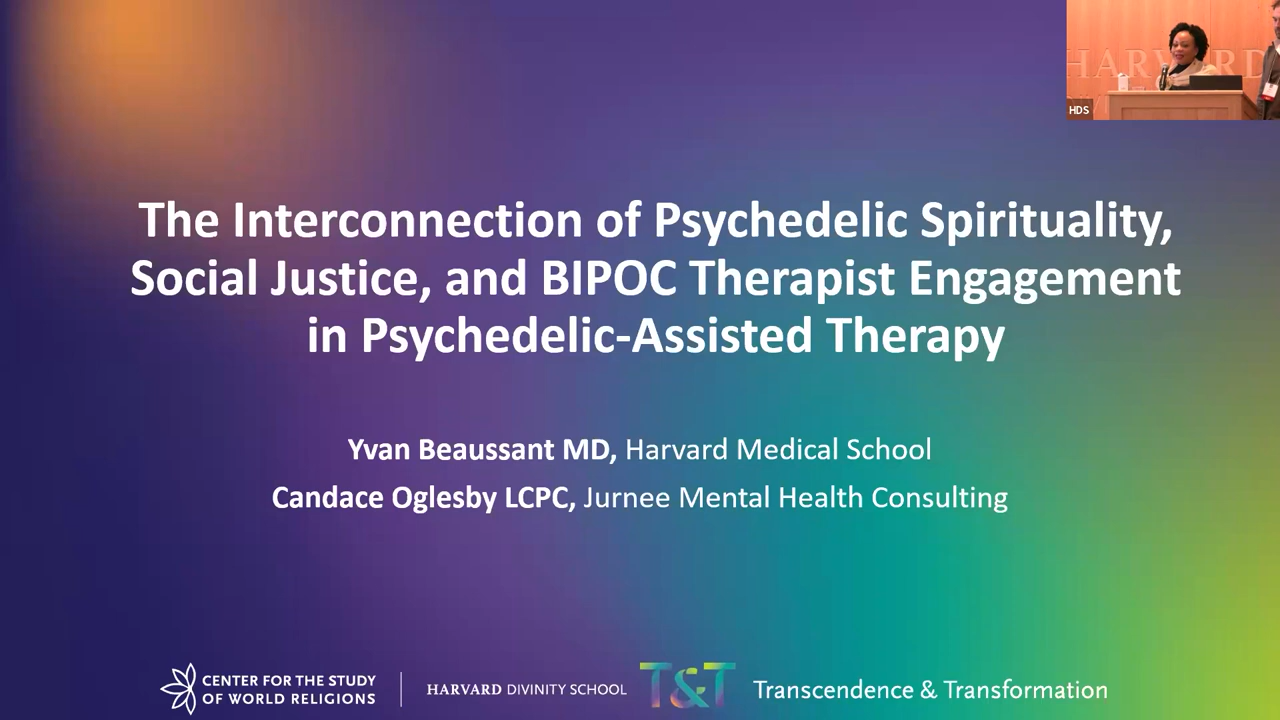 HARVARD
HDS
The Interconnection of Psychedelic Spirituality,
Social Justice, and BIPOC Therapist Engagement
in Psychedelic-Assisted Therapy
Yvan Beaussant MD, Harvard Medical School
Candace Oglesby LCPC, Jurnee Mental Health Consulting
CENTER FOR THE STUDY
OF WORLD RELIGIONS
HARVARD DIVINITY SCHOOL
T&T
Transcendence & Transformation